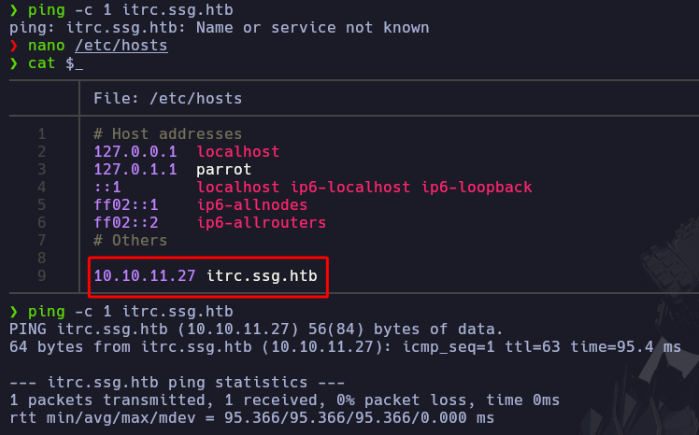 ❯ ping -c 1 itrc.ssg.htb
ping: itrc.ssg.htb: Name or service not known
❯ nano /etc/hosts
❯ cat $_
File: /etc/hosts
1 # Host addresses
2 127.0.0.1 localhost
3 127.0.1.1 parrot
4 ::1 localhost ip6-localhost ip6-loopback
5 ff02::1 ip6-allnodes
6 ff02::2 ip6-allrouters
7 # Others
8
9 10.10.11.27 itrc.ssg.htb
❯ ping -c 1 itrc.ssg.htb
PING itrc.ssg.htb (10.10.11.27) 56(84) bytes of data.
64 bytes from itrc.ssg.htb (10.10.11.27): icmp_seq=1 ttl=63 time=95.4 ms
--- itrc.ssg.htb ping statistics ---
1 packets transmitted, 1 received, 0% packet loss, time 0ms
rtt min/avg/max/mdev = 95.366/95.366/95.366/0.000 ms